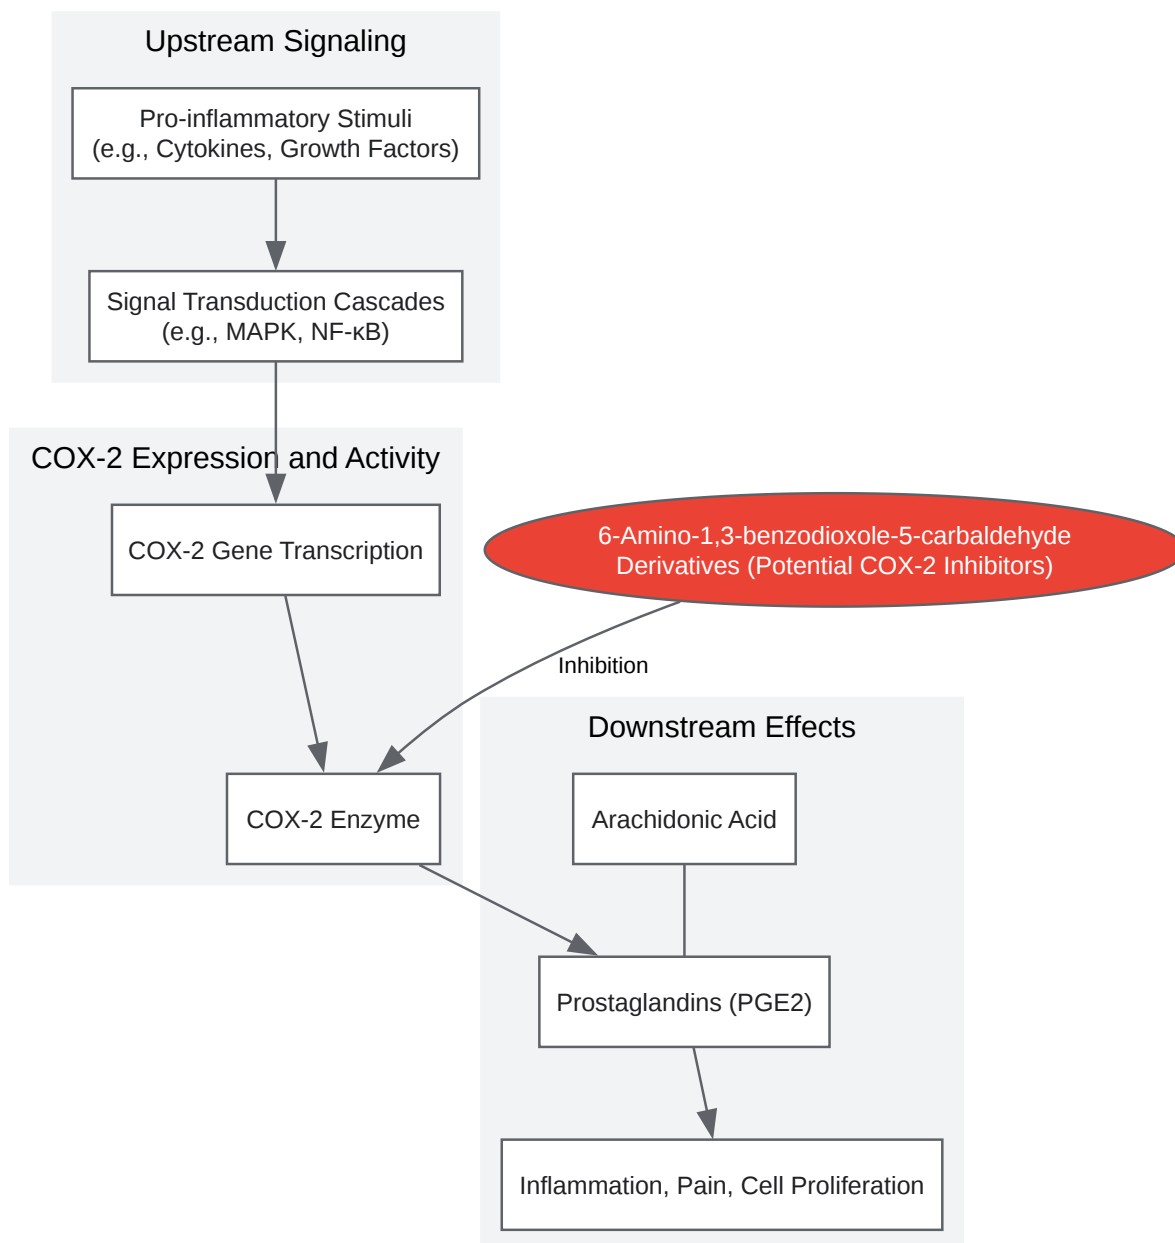 Upstream Signaling
Pro-inflammatory Stimuli
(e.g., Cytokines, Growth Factors)
Signal Transduction Cascades
(e.g., MAPK, NF-κB)
COX-2 Expression and Activity
COX-2 Gene Transcription
6-Amino-1,3-benzodioxole-5-carbaldehyde
Derivatives (Potential COX-2 Inhibitors)
Inhibition
Downstream Effects
COX-2 Enzyme
Arachidonic Acid
Prostaglandins (PGE2)
Inflammation, Pain, Cell Proliferation